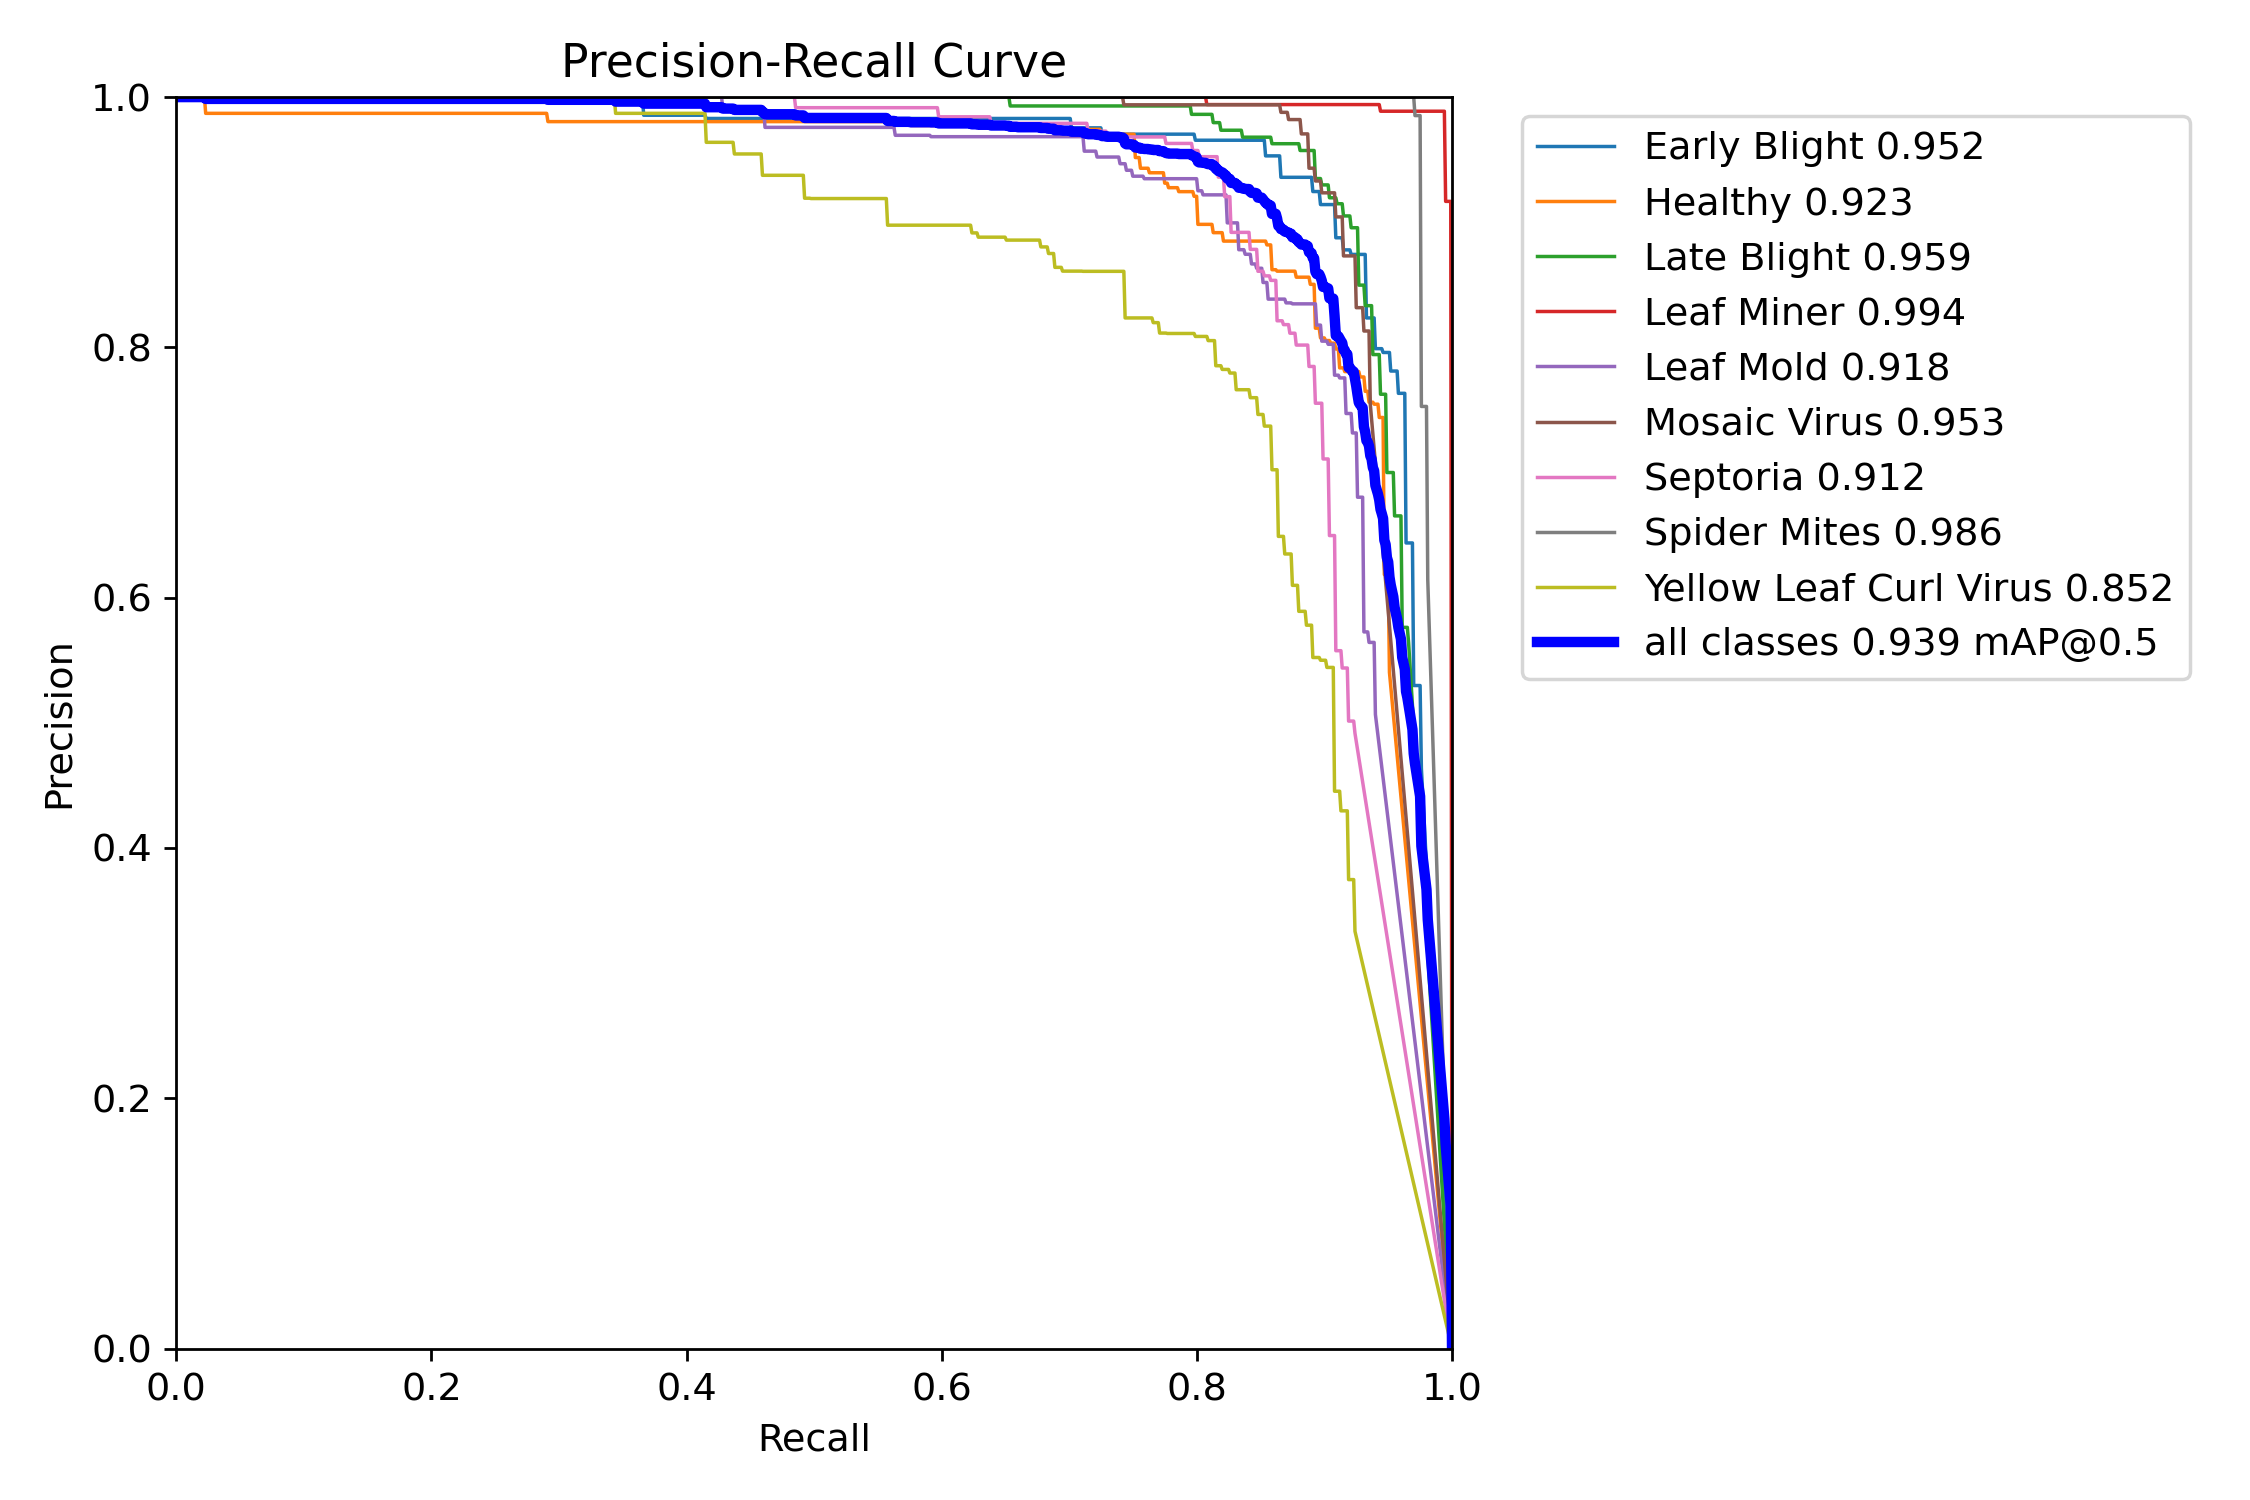 Precision-Recall Curve
1.0
0.8
0.6
0.4
0.2
0.0
Precision
0.0 0.2 0.4 0.6 0.8 1.0
Recall
Early Blight 0.952
Healthy 0.923
Late Blight 0.959
Leaf Miner 0.994
Leaf Mold 0.918
Mosaic Virus 0.953
Septoria 0.912
Spider Mites 0.986
Yellow Leaf Curl Virus 0.852
all classes 0.939 mAP@0.5